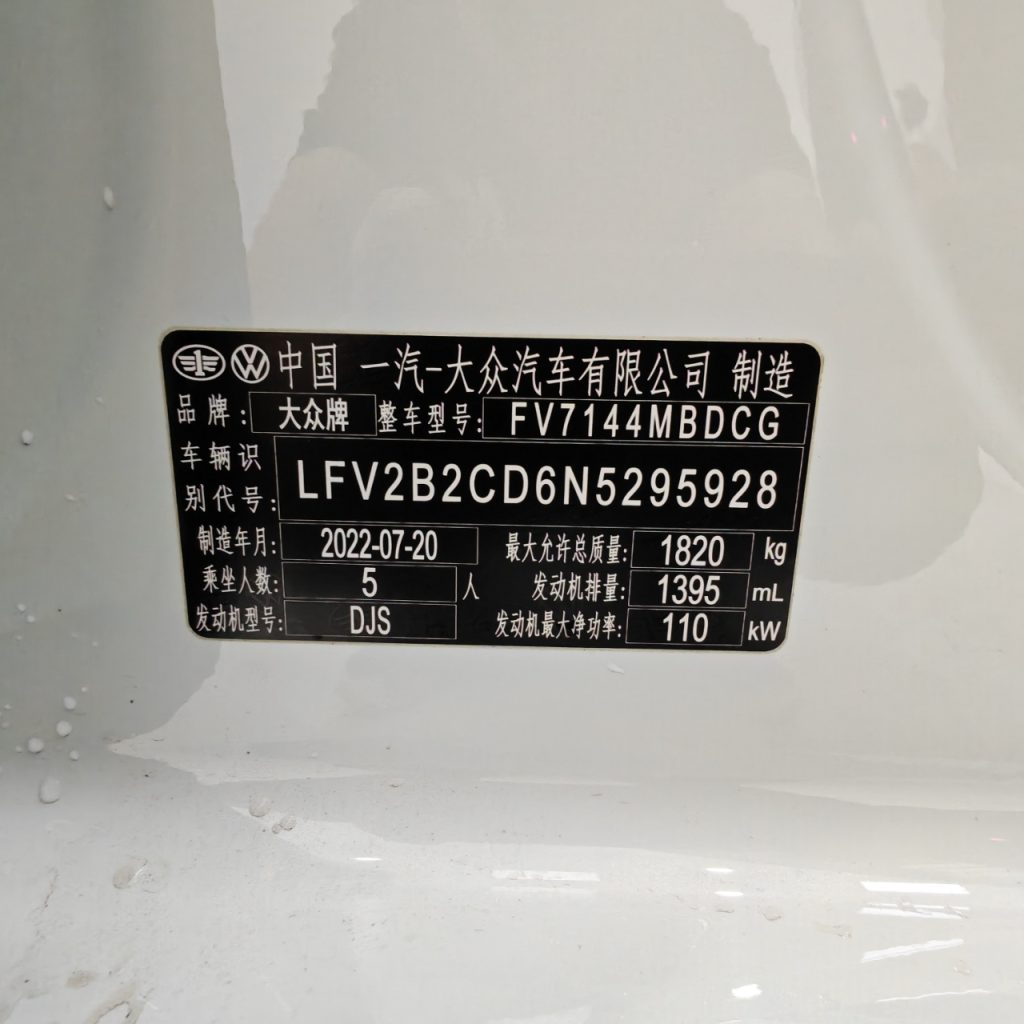 中国 一汽-大众汽车有限公司 制造
品牌: 大众牌 整车型号: FV7144MBDCG
车辆识别代号: LFV2B2CD6N5295928
制造年月: 2022-07-20 最大允许总质量: 1820 kg
乘坐人数: 5 人 发动机排量: 1395 mL
发动机型号: DJS 发动机最大净功率: 110 kW